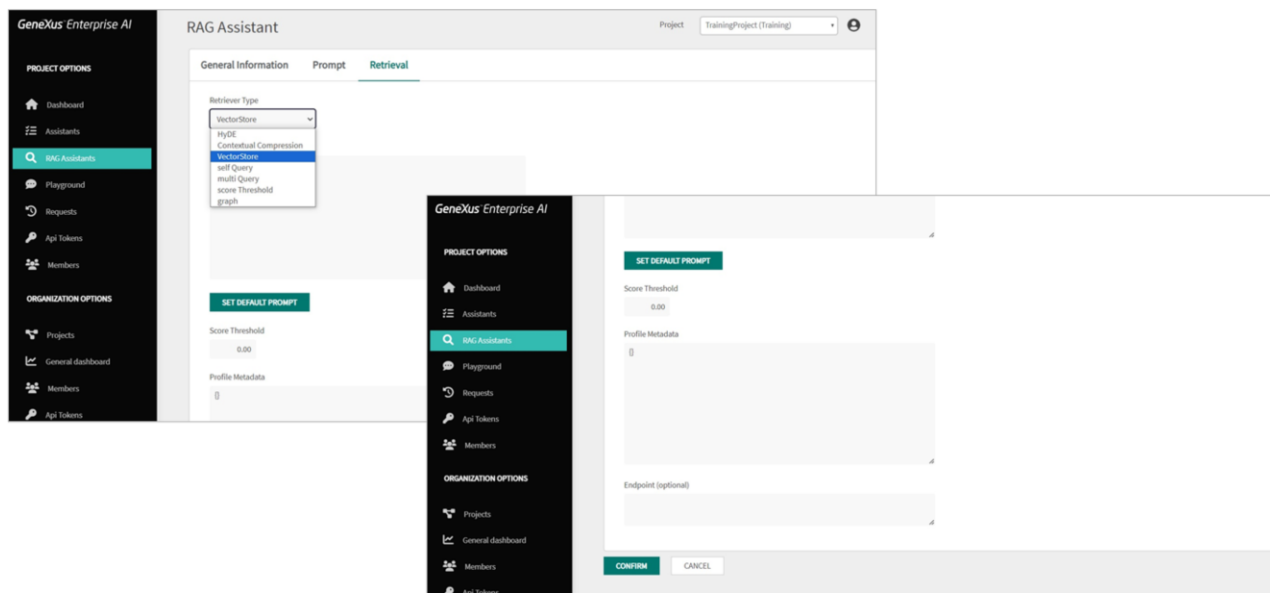 GeneXus Enterprise AI
PROJECT OPTIONS
Dashboard
Assistants
RAG Assistants
Playground
Requests
Api Tokens
Members
ORGANIZATION OPTIONS
Projects
General dashboard
Members
Api Tokens
RAG Assistant
Project
TrainingProject (Training)
General Information Prompt Retrieval
Retriever Type
VectorStore
HyDE
Contextual Compression
VectorStore
self Query
multi Query
score Threshold
graph
SET DEFAULT PROMPT
Score Threshold
0.00
Profile Metadata
{}
GeneXus Enterprise AI
PROJECT OPTIONS
Dashboard
Assistants
RAG Assistants
Playground
Requests
Api Tokens
Members
ORGANIZATION OPTIONS
Projects
General dashboard
Members
Api Tokens
SET DEFAULT PROMPT
Score Threshold
0.00
Profile Metadata
{}
Endpoint (optional)
CONFIRM CANCEL